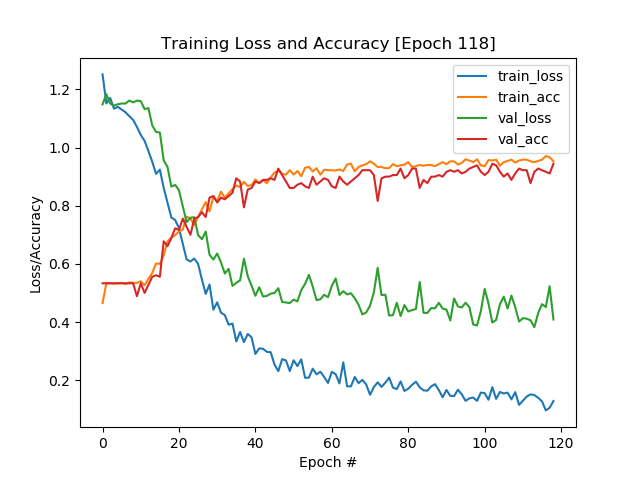 Training Loss and Accuracy [Epoch 118]
train_loss
train_acc
val_loss
val_acc
Loss/Accuracy
1.2
1.0
0.8
0.6
0.4
0.2
0 20 40 60 80 100 120
Epoch #